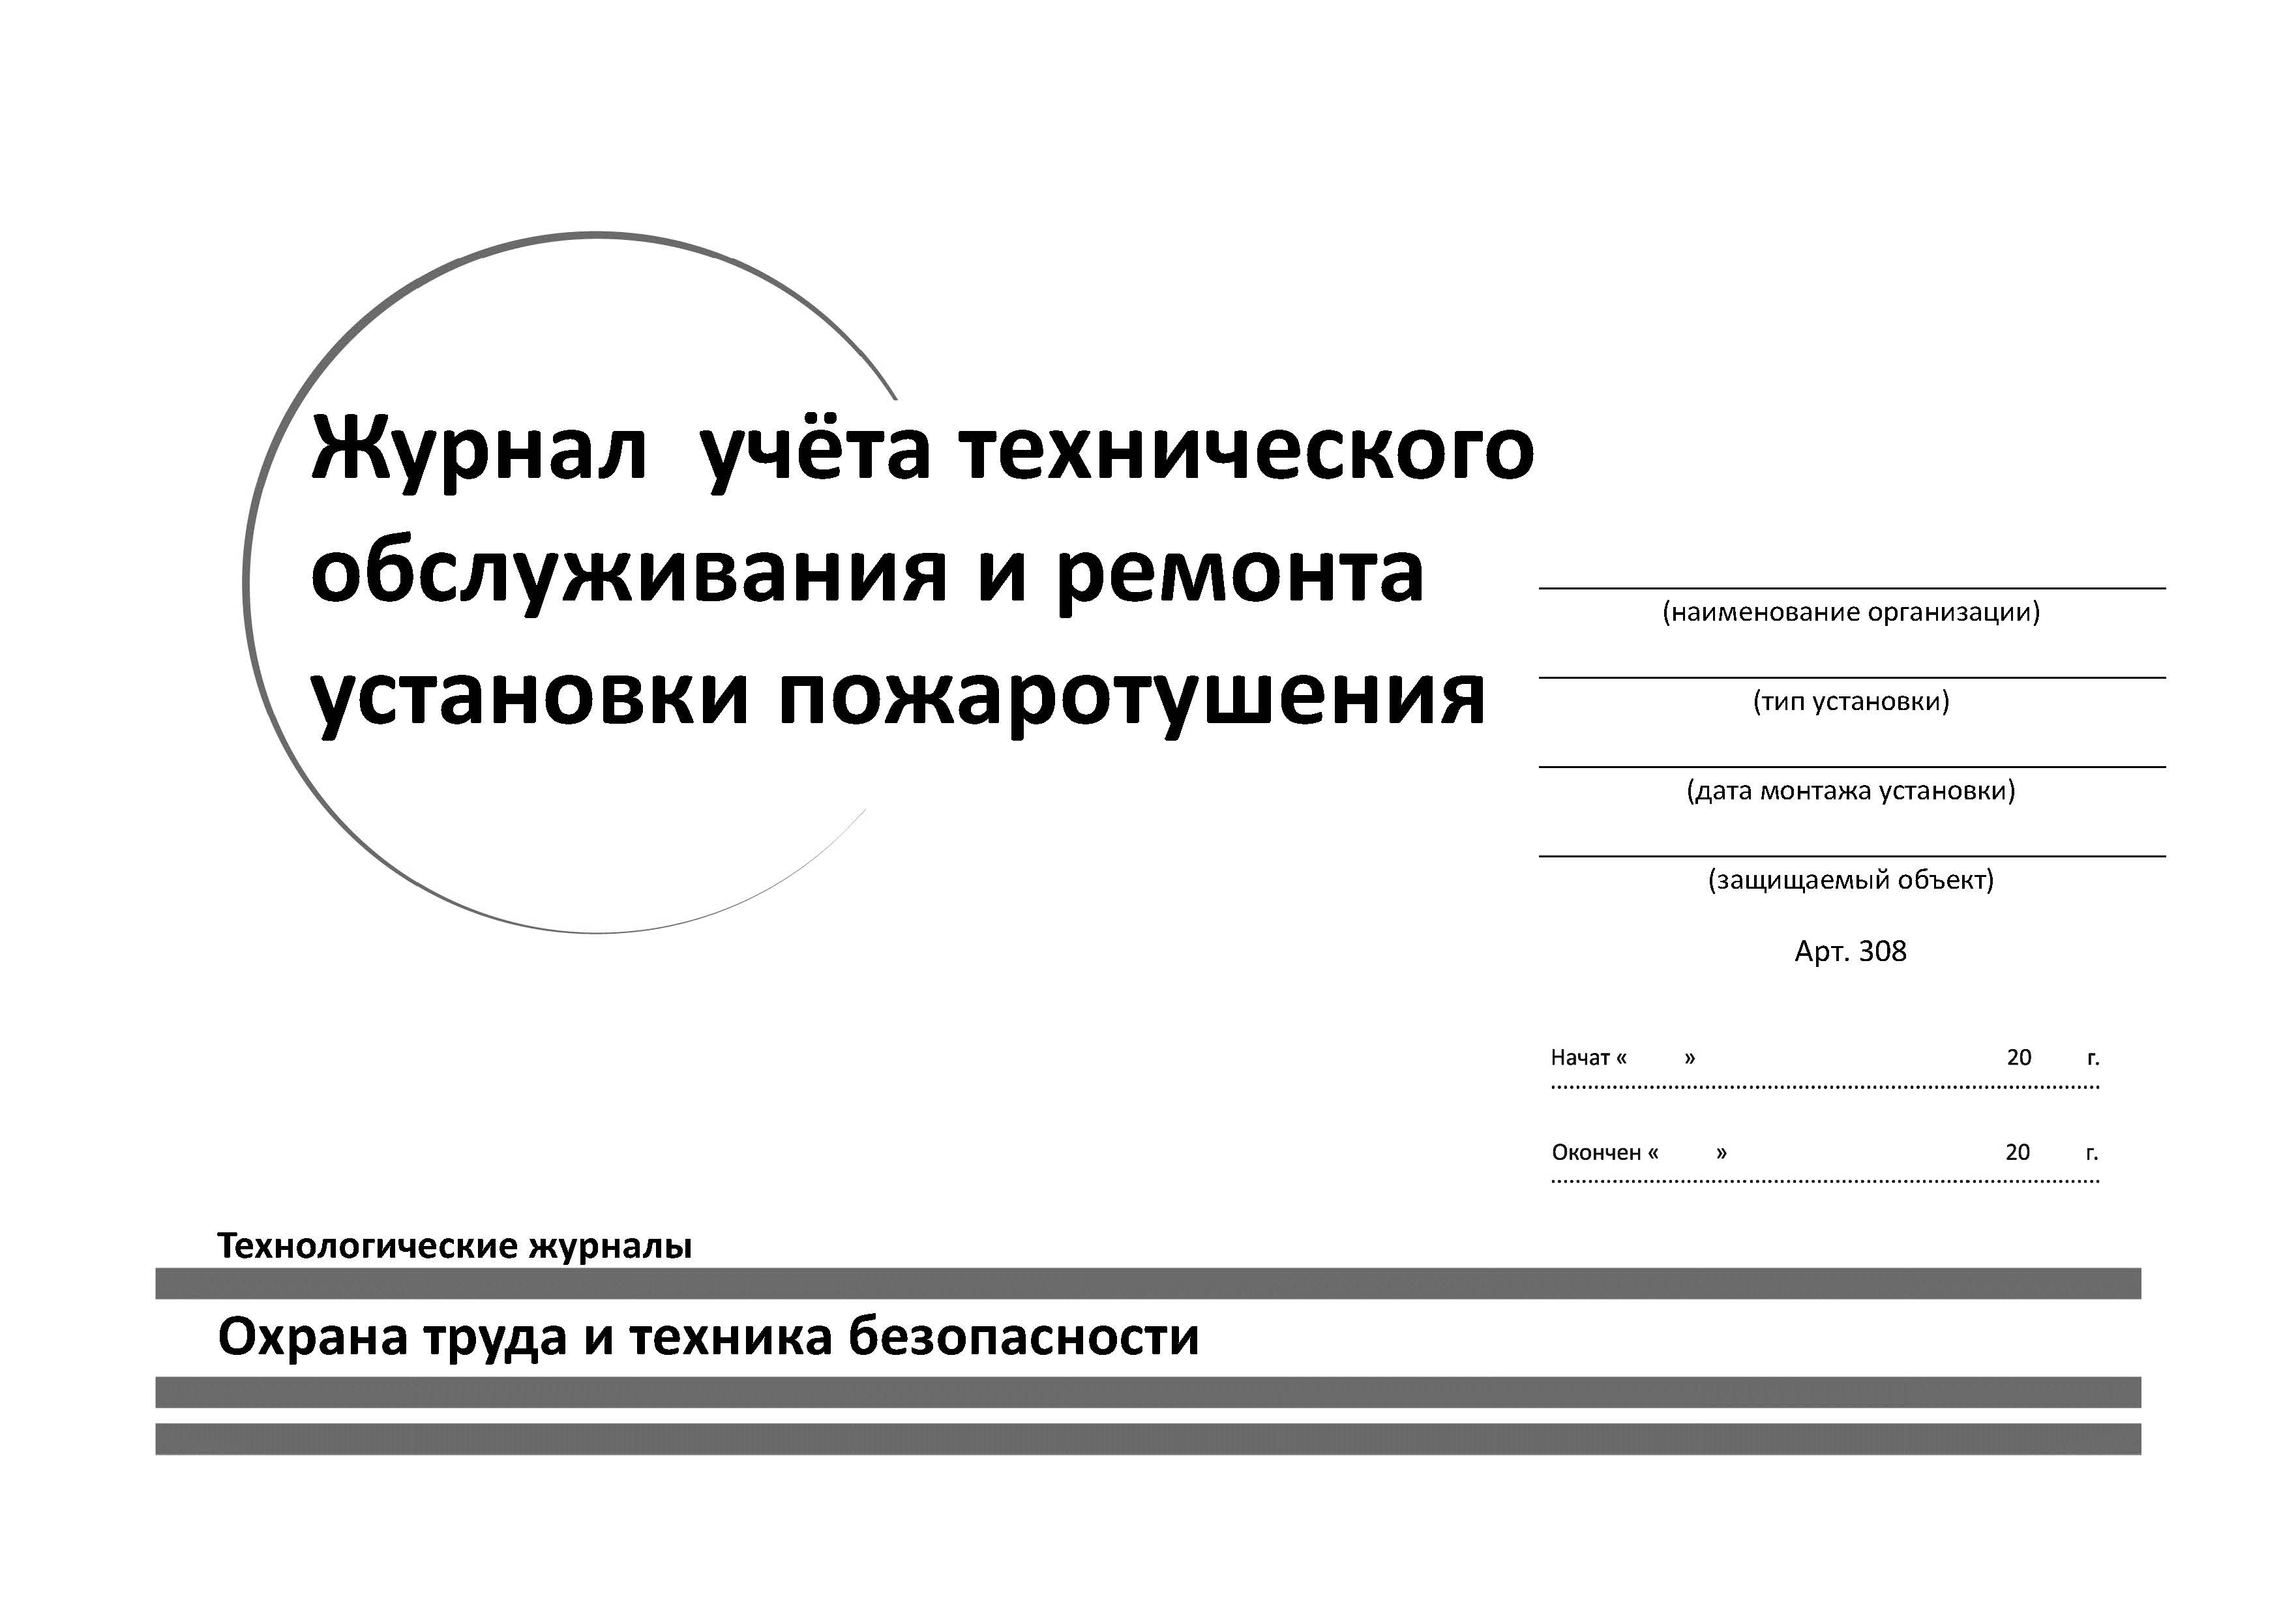 Журнал учёта технического
обслуживания и ремонта
установки пожаротушения
(наименование организации)
(тип установки)
(дата монтажа установки)
(защищаемый объект)
Арт. 308
Начат « » 20 г.
Окончен « » 20 г.
Технологические журналы
Охрана труда и техника безопасности